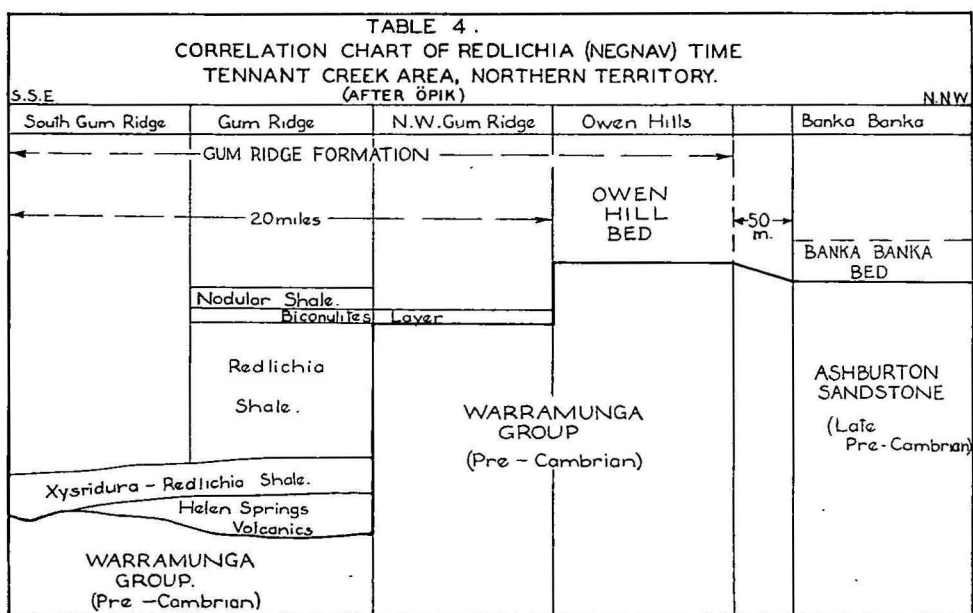 TABLE 4.
CORRELATION CHART OF REDLICHIA (NEGNAV) TIME
TENNANT CREEK AREA, NORTHERN TERRITORY.
(AFTER ÖPIK)
S.S.E. N.NW.
South Gum Ridge Gum Ridge N.W. Gum Ridge Owen Hills Banka Banka
GUM RIDGE FORMATION
20 miles
OWEN
HILL
BED
50
m.
BANKA BANKA
BED
Nodular Shale.
Biconulites Layer
Redlichia
Shale.
WARRAMUNGA
GROUP
(Pre - Cambrian)
ASHBURTON
SANDSTONE
(Late
Pre-Cambrian)
Xysridura - Redlichia Shale.
Helen Springs
Volcanics
WARRAMUNGA
GROUP.
(Pre - Cambrian)